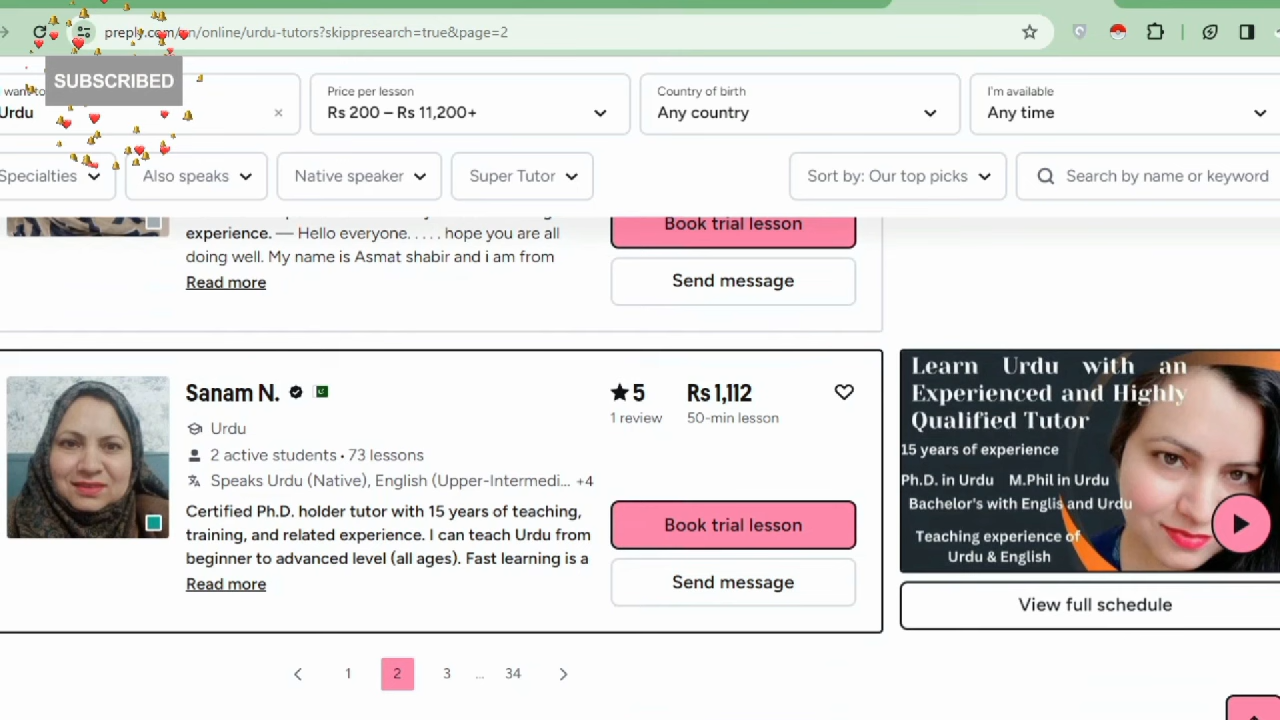 preply.com/en/online/urdu-tutors?skippresearch=true&page=2
SUBSCRIBED
want to
Urdu
Price per lesson
Rs 200 – Rs 11,200+
Country of birth
Any country
I'm available
Any time
Specialties
Also speaks
Native speaker
Super Tutor
Sort by: Our top picks
Search by name or keyword
experience. — Hello everyone. . . . . hope you are all
doing well. My name is Asmat shabir and i am from
Read more
Book trial lesson
Send message
Sanam N.
5
1 review
Rs 1,112
50-min lesson
Urdu
2 active students • 73 lessons
Speaks Urdu (Native), English (Upper-Intermedi... +4
Certified Ph.D. holder tutor with 15 years of teaching,
training, and related experience. I can teach Urdu from
beginner to advanced level (all ages). Fast learning is a
Read more
Book trial lesson
Send message
Learn Urdu with an
Experienced and Highly
Qualified Tutor
15 years of experience
Ph.D. in Urdu M.Phil in Urdu
Bachelor's with Englis and Urdu
Teaching experience of
Urdu & English
View full schedule
1 2 3 ... 34